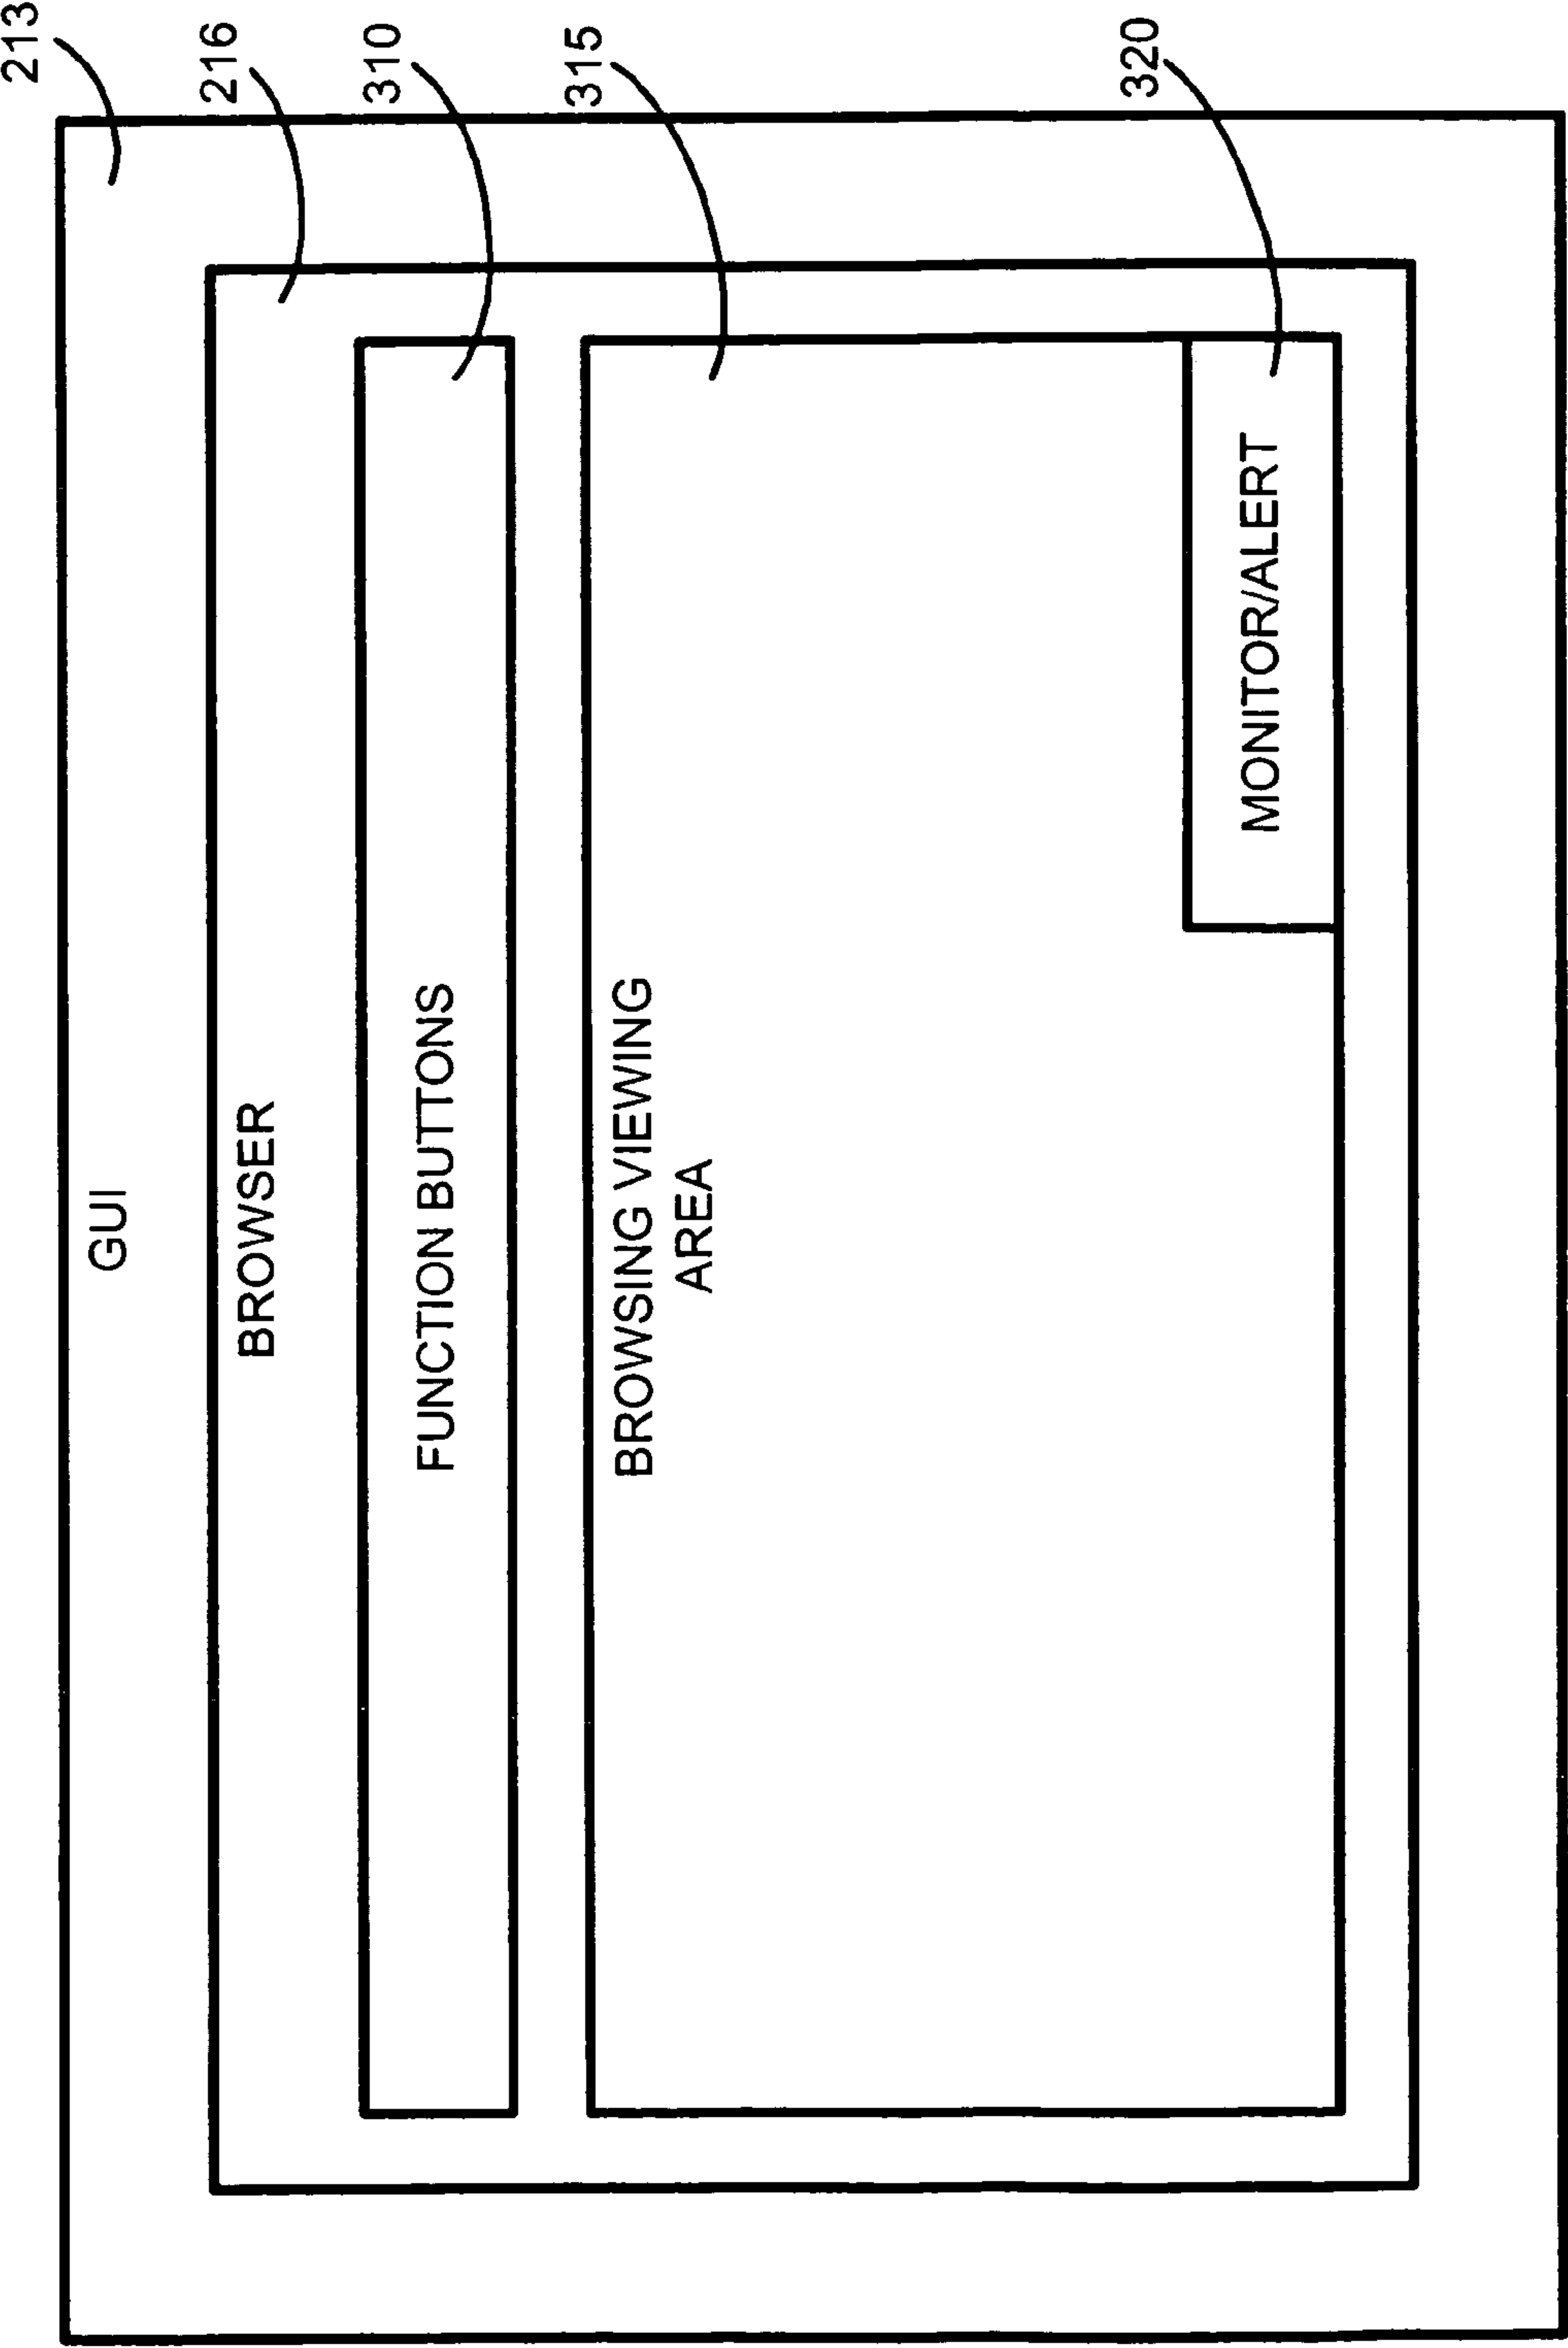 213
GUI
216
BROWSER
310
FUNCTION BUTTONS
315
BROWSING VIEWING
AREA
320
MONITOR/ALERT